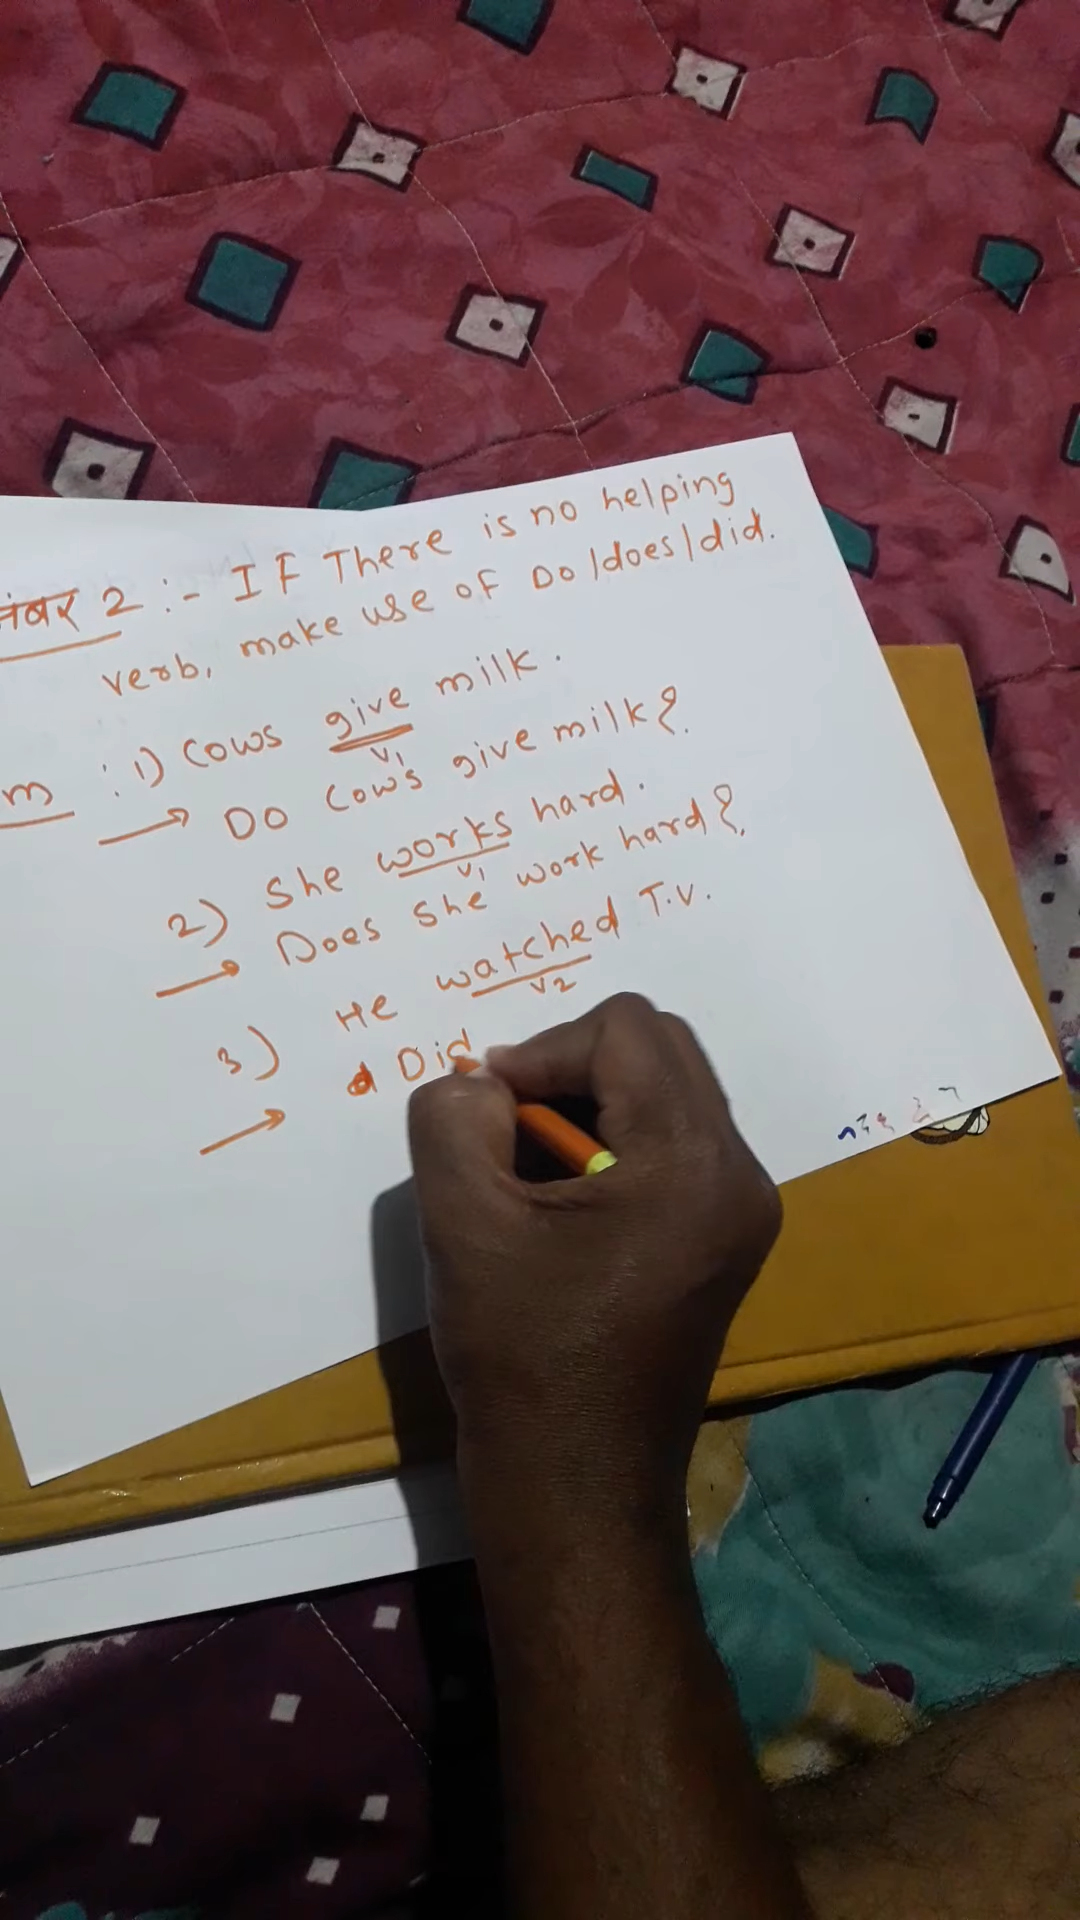 नंबर 2 :- IF There is no helping
verb, make use of Do/does/did.
m : 1) Cows give milk.
V1
→ Do Cows give milk?
2) She works hard.
V1
→ Does She work hard?
3) He watched T.V.
V2
→ Did